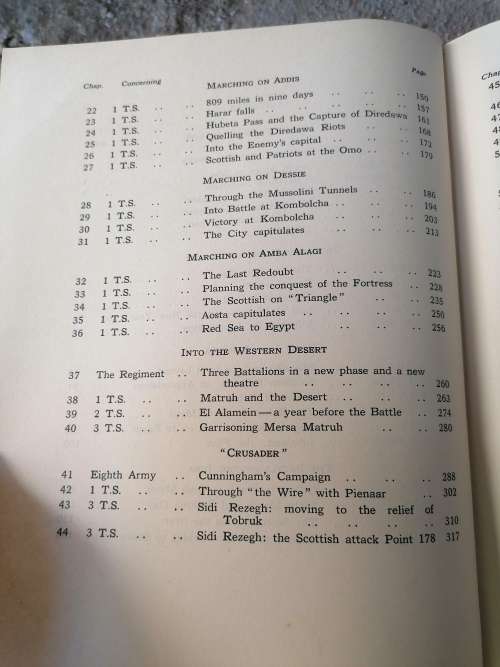 Chap. Concerning MARCHING ON ADDIS Page
22 1 T.S. .. .. 809 miles in nine days .. .. .. 150
23 1 T.S. .. .. Harar falls .. .. .. .. .. 157
24 1 T.S. .. .. Hubeta Pass and the Capture of Diredawa 161
25 1 T.S. .. .. Quelling the Diredawa Riots .. .. 168
26 1 T.S. .. .. Into the Enemy's capital .. .. .. 172
27 1 T.S. .. .. Scottish and Patriots at the Omo .. .. 179
MARCHING ON DESSIE
28 1 T.S. .. .. Through the Mussolini Tunnels .. .. 186
29 1 T.S. .. .. Into Battle at Kombolcha .. .. .. 194
30 1 T.S. .. .. Victory at Kombolcha .. .. .. 203
31 1 T.S. .. .. The City capitulates .. .. .. 213
MARCHING ON AMBA ALAGI
32 1 T.S. .. .. The Last Redoubt .. .. .. 223
33 1 T.S. .. .. Planning the conquest of the Fortress .. 228
34 1 T.S. .. .. The Scottish on "Triangle" .. .. 235
35 1 T.S. .. .. Aosta capitulates .. .. .. .. 250
36 1 T.S. .. .. Red Sea to Egypt .. .. .. 256
INTO THE WESTERN DESERT
37 The Regiment .. Three Battalions in a new phase and a new
theatre .. .. .. .. .. 260
38 1 T.S. .. .. Matruh and the Desert .. .. .. 263
39 2 T.S. .. .. El Alamein—a year before the Battle .. 274
40 3 T.S. .. .. Garrisoning Mersa Matruh .. .. 280
"CRUSADER"
41 Eighth Army .. Cunningham's Campaign .. .. .. 288
42 1 T.S. .. .. Through "the Wire" with Pienaar .. 302
43 3 T.S. .. .. Sidi Rezegh: moving to the relief of
Tobruk .. .. .. .. 310
44 3 T.S. .. .. Sidi Rezegh: the Scottish attack Point 178 317
Chap
45
46
47